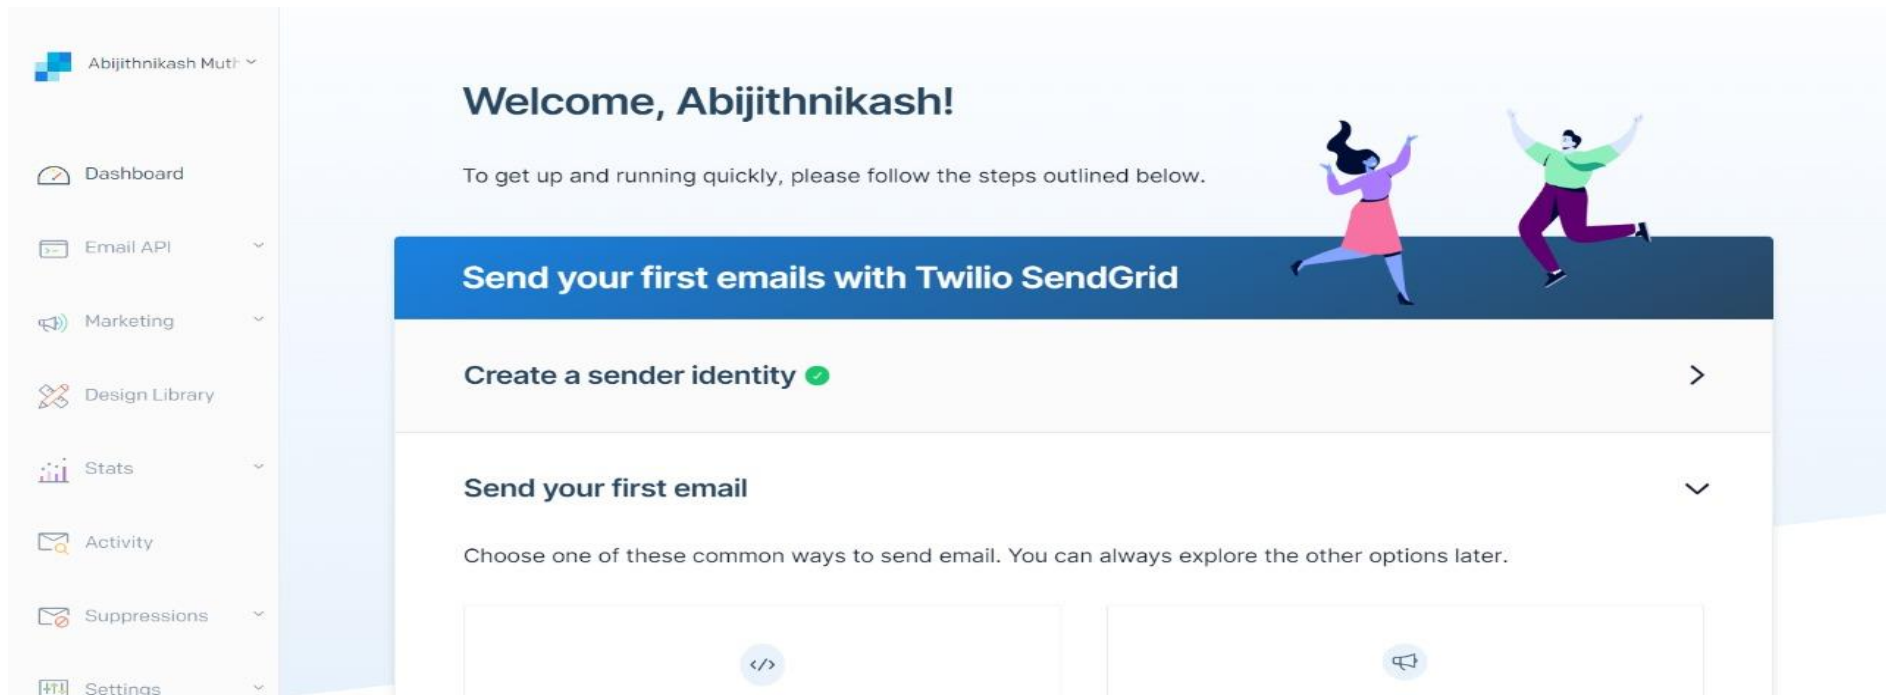 Abijithnikash Muth
Dashboard
Email API
Marketing
Design Library
Stats
Activity
Suppressions
Settings
Welcome, Abijithnikash!
To get up and running quickly, please follow the steps outlined below.
Send your first emails with Twilio SendGrid
Create a sender identity
Send your first email
Choose one of these common ways to send email. You can always explore the other options later.